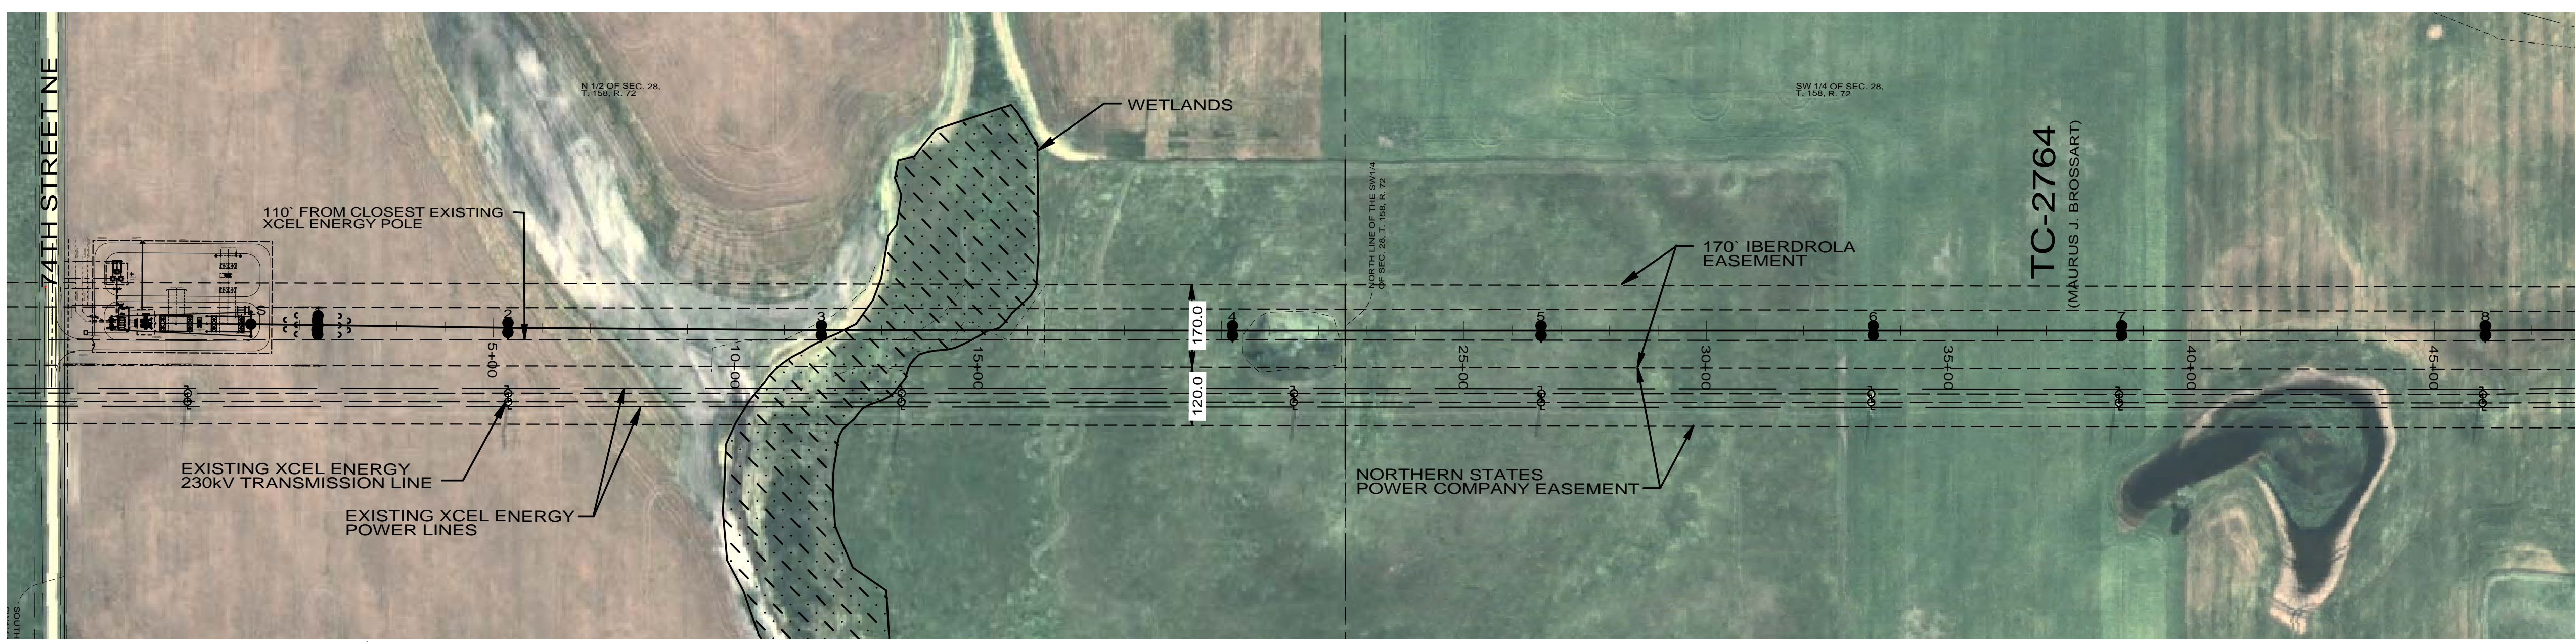 74TH STREET NE
N 1/2 OF SEC. 28,
T. 158, R. 72
WETLANDS
SW 1/4 OF SEC. 28,
T. 158, R. 72
TC-2764
(MAURUS J. BROSSART)
110` FROM CLOSEST EXISTING
XCEL ENERGY POLE
NORTH LINE OF THE SW1/4
OF SEC. 28, T. 158, R. 72
170` IBERDROLA
EASEMENT
2
3
4
5
6
7
8
170.0
120.0
5+00
10+00
15+00
25+00
30+00
35+00
40+00
45+00
EXISTING XCEL ENERGY
230kV TRANSMISSION LINE
EXISTING XCEL ENERGY
POWER LINES
NORTHERN STATES
POWER COMPANY EASEMENT